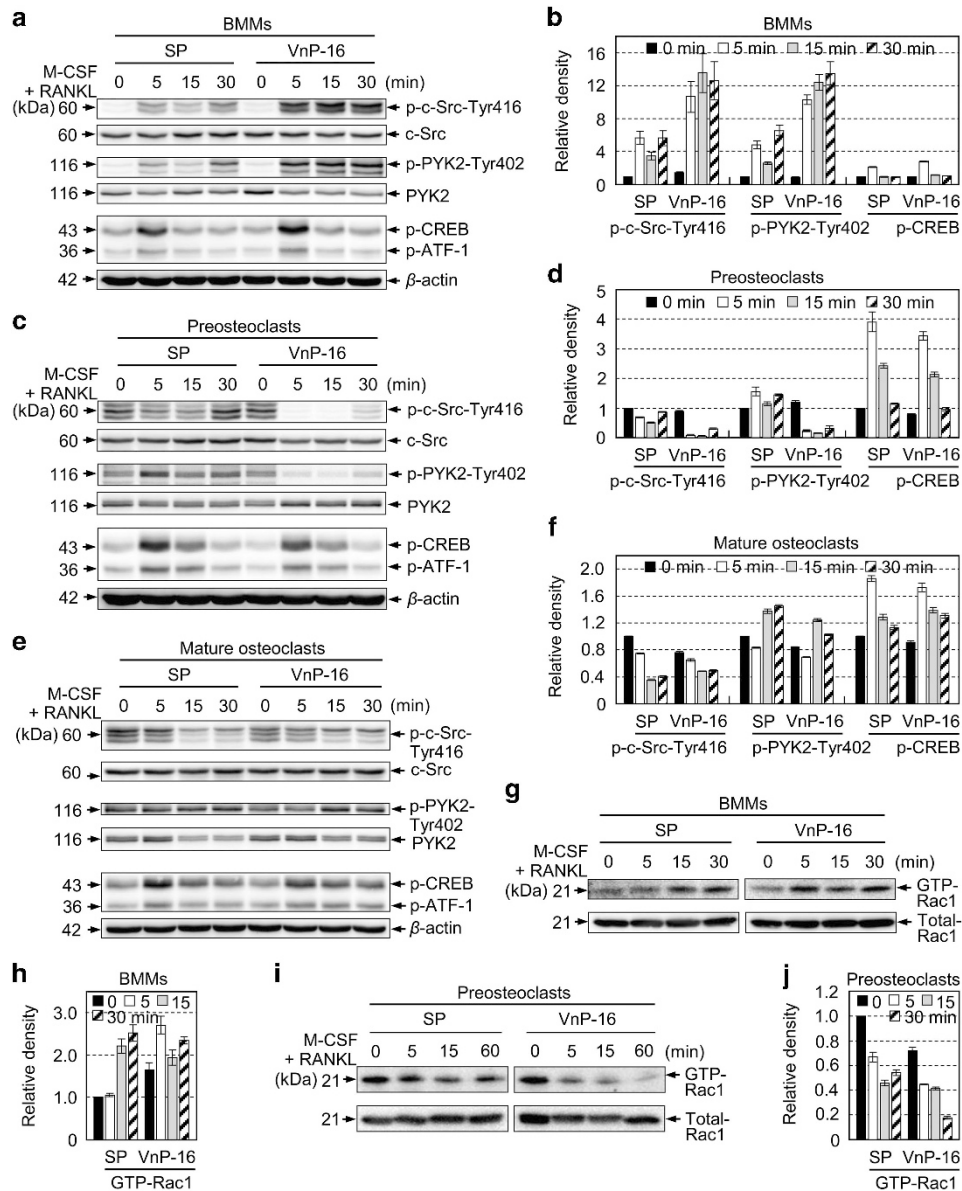 a
BMMs
SP VnP-16
M-CSF + RANKL 0 5 15 30 0 5 15 30 (min)
(kDa) 60 p-c-Src-Tyr416
60 c-Src
116 p-PYK2-Tyr402
116 PYK2
43 p-CREB
36 p-ATF-1
42 β-actin
b
BMMs
0 min 5 min 15 min 30 min
Relative density
16
12
8
4
0
SP VnP-16 SP VnP-16 SP VnP-16
p-c-Src-Tyr416 p-PYK2-Tyr402 p-CREB
c
Preosteoclasts
SP VnP-16
M-CSF + RANKL 0 5 15 30 0 5 15 30 (min)
(kDa) 60 p-c-Src-Tyr416
60 c-Src
116 p-PYK2-Tyr402
116 PYK2
43 p-CREB
36 p-ATF-1
42 β-actin
d
Preosteoclasts
0 min 5 min 15 min 30 min
Relative density
5
4
3
2
1
0
SP VnP-16 SP VnP-16 SP VnP-16
p-c-Src-Tyr416 p-PYK2-Tyr402 p-CREB
e
Mature osteoclasts
SP VnP-16
M-CSF + RANKL 0 5 15 30 0 5 15 30 (min)
(kDa) 60 p-c-Src-Tyr416
60 c-Src
116 p-PYK2-Tyr402
116 PYK2
43 p-CREB
36 p-ATF-1
42 β-actin
f
Mature osteoclasts
0 min 5 min 15 min 30 min
Relative density
2.0
1.6
1.2
0.8
0.4
0
SP VnP-16 SP VnP-16 SP VnP-16
p-c-Src-Tyr416 p-PYK2-Tyr402 p-CREB
g
BMMs
SP VnP-16
M-CSF + RANKL 0 5 15 30 0 5 15 30 (min)
(kDa) 21 GTP-Rac1
21 Total-Rac1
h
BMMs
0 5 15
30 min
Relative density
3.0
2.0
1.0
0
SP VnP-16
GTP-Rac1
i
Preosteoclasts
SP VnP-16
M-CSF + RANKL 0 5 15 60 0 5 15 60 (min)
(kDa) 21 GTP-Rac1
21 Total-Rac1
j
Preosteoclasts
0 5 15
30 min
Relative density
1.2
1.0
0.8
0.6
0.4
0.2
0
SP VnP-16
GTP-Rac1